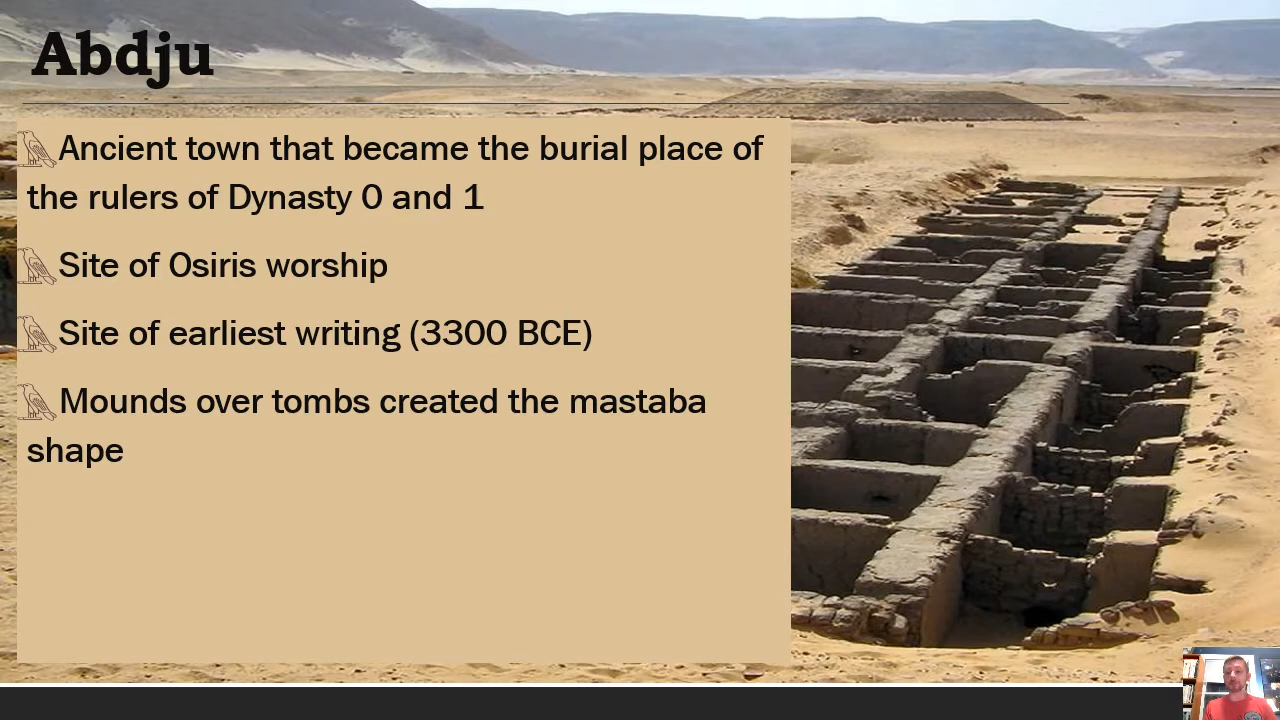 Abdju
Ancient town that became the burial place of
the rulers of Dynasty 0 and 1
Site of Osiris worship
Site of earliest writing (3300 BCE)
Mounds over tombs created the mastaba
shape